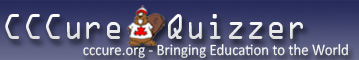 CCCure Quizzer
cccure.org - Bringing Education to the World